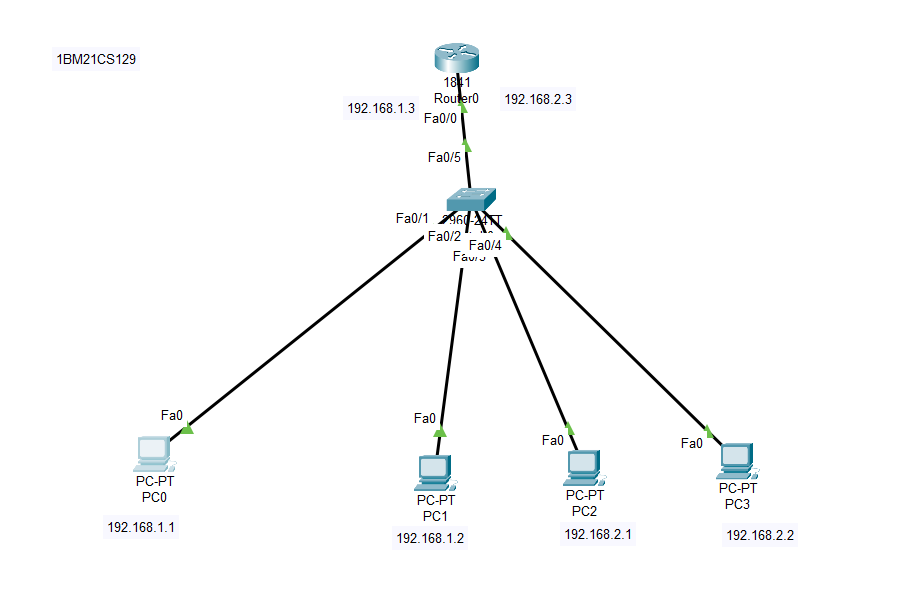 1BM21CS129
1841
Router0
192.168.1.3
192.168.2.3
Fa0/0
Fa0/5
Fa0/1
2960-24TT
Fa0/2
Fa0/4
Fa0
PC-PT
PC0
192.168.1.1
Fa0
PC-PT
PC1
192.168.1.2
Fa0
PC-PT
PC2
192.168.2.1
Fa0
PC-PT
PC3
192.168.2.2